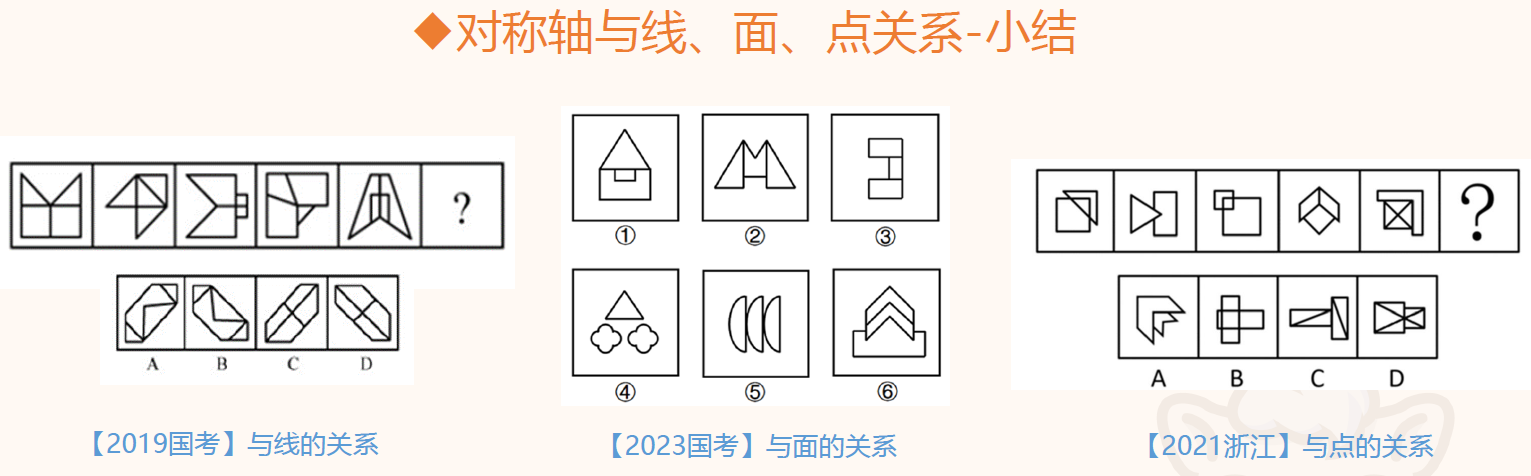 ◆对称轴与线、面、点关系-小结
?
A B C D
① ② ③
④ ⑤ ⑥
?
A B C D
【2019国考】与线的关系
【2023国考】与面的关系
【2021浙江】与点的关系